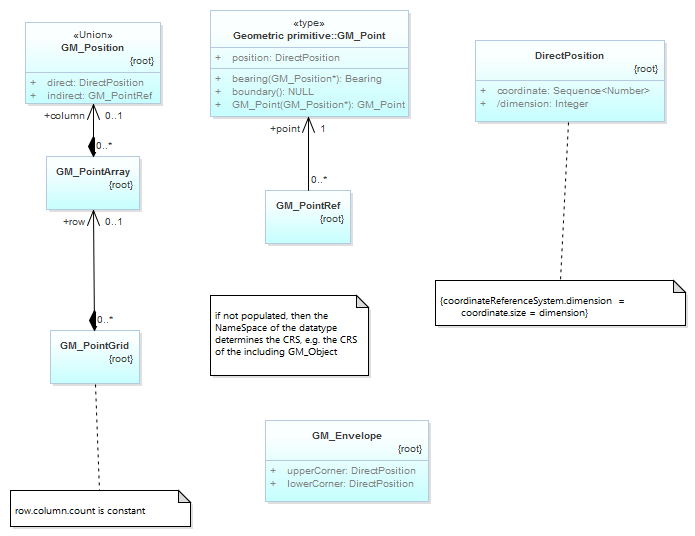 «Union»
GM_Position
{root}
+ direct: DirectPosition
+ indirect: GM_PointRef
+column
0..1
0..*
GM_PointArray
{root}
+row
0..1
0..*
GM_PointGrid
{root}
row.column.count is constant
«type»
Geometric primitive::GM_Point
+ position: DirectPosition
+ bearing(GM_Position*): Bearing
+ boundary(): NULL
+ GM_Point(GM_Position*): GM_Point
+point
1
0..*
GM_PointRef
{root}
if not populated, then the
NameSpace of the datatype
determines the CRS, e.g. the CRS
of the including GM_Object
GM_Envelope
{root}
+ upperCorner: DirectPosition
+ lowerCorner: DirectPosition
DirectPosition
{root}
+ coordinate: Sequence<Number>
+ /dimension: Integer
{coordinateReferenceSystem.dimension =
coordinate.size = dimension}